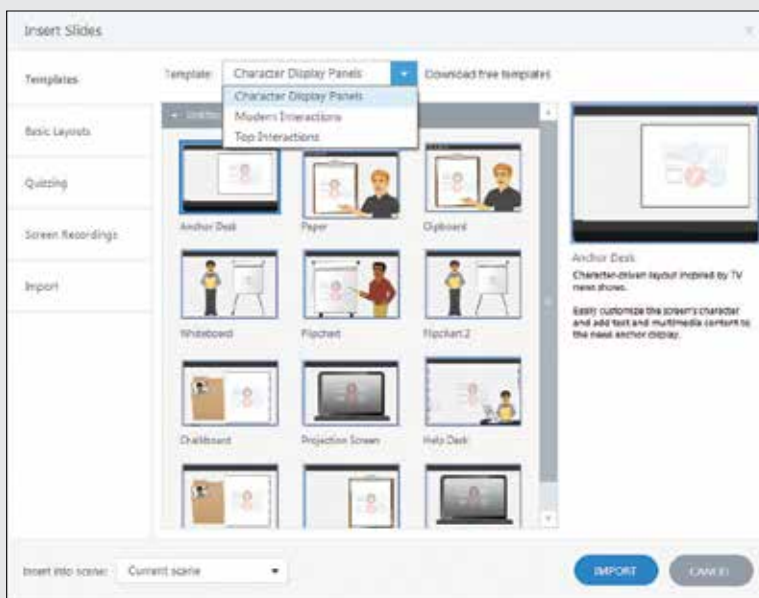 Insert Slides
Templates
Basic Layouts
Quizzing
Screen Recordings
Import
Template: Character Display Panels
Download free templates
Character Display Panels
Modern Interactions
Top Interactions
Anchor Desk
Paper
Clipboard
Whiteboard
Flipchart
Flipchart 2
Chalkboard
Projection Screen
Help Desk
Anchor Desk
Character-driven layout inspired by TV
news shows.
Easily customize the screen's character
and add text and multimedia content to
the news anchor display.
Insert into scene: Current scene
IMPORT
CANCEL